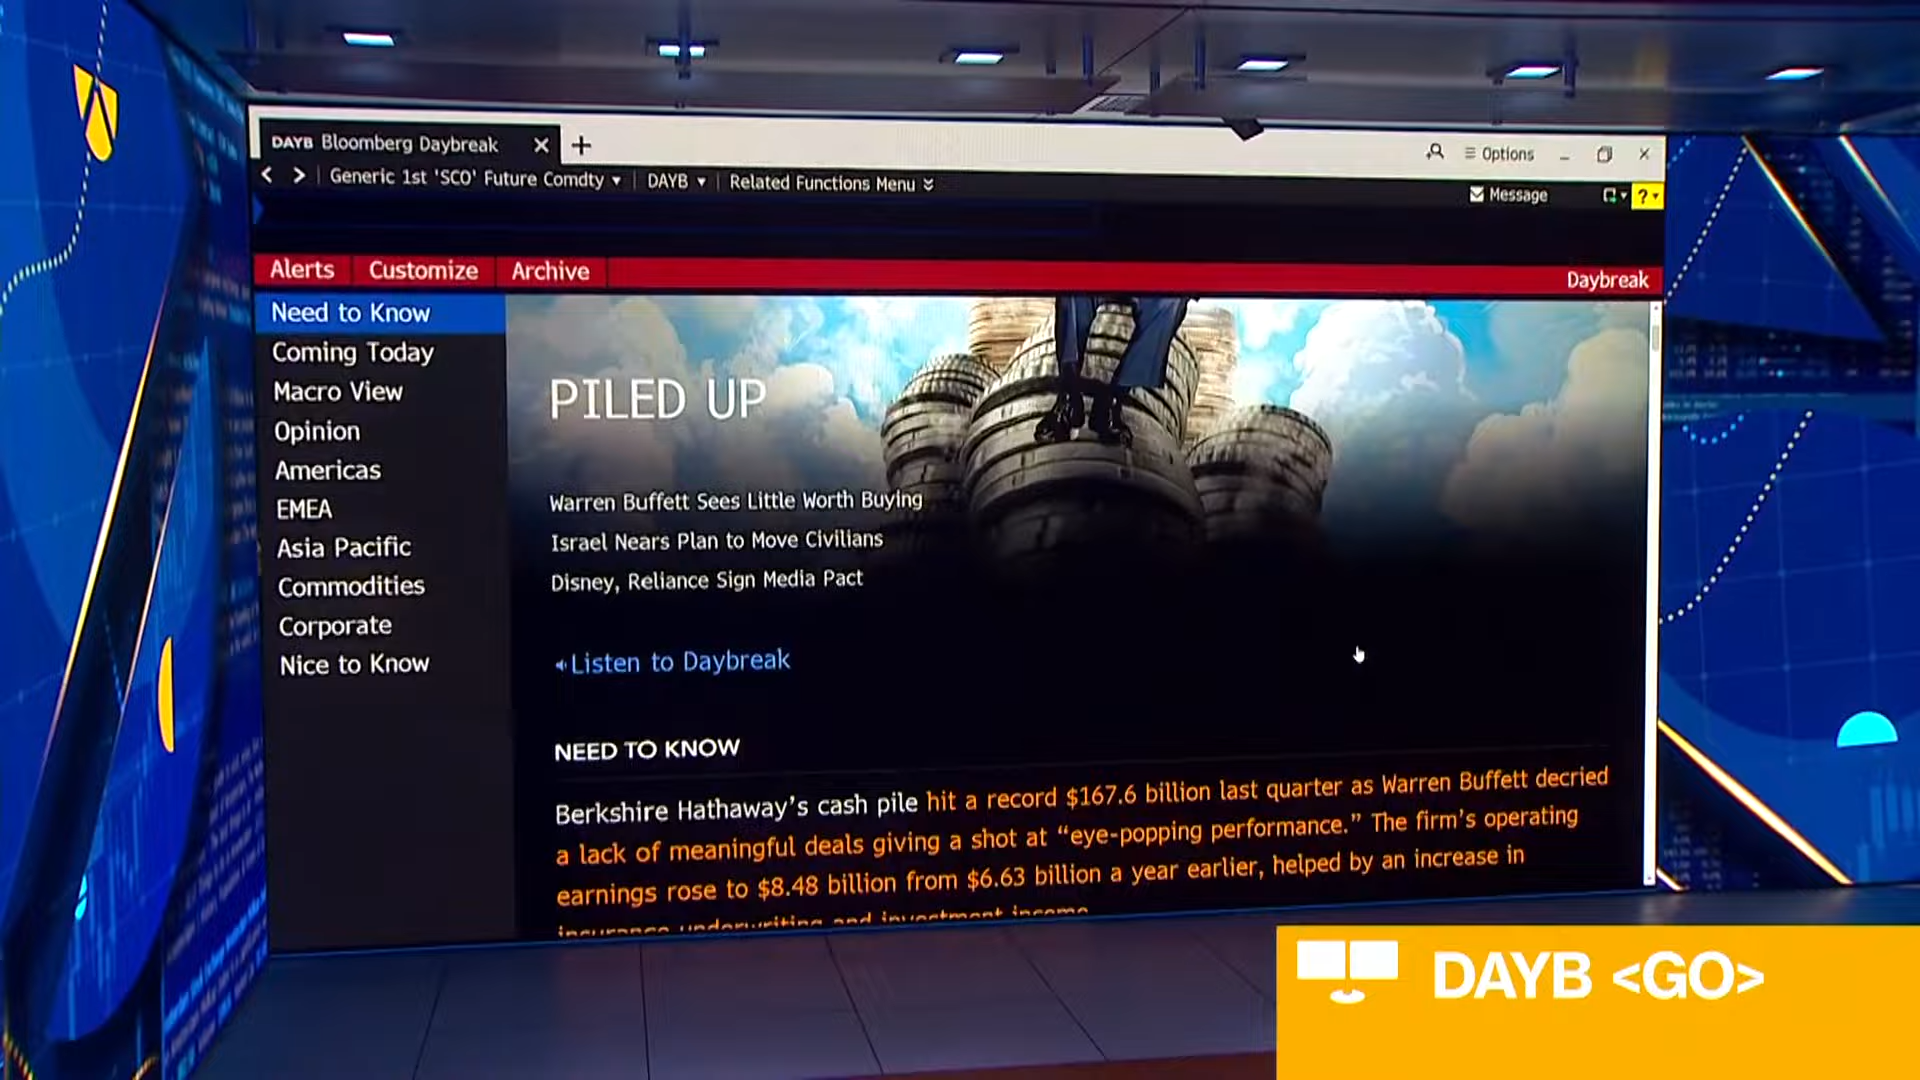 DAYB Bloomberg Daybreak
Options
Generic 1st 'SCO' Future Comdty
DAYB
Related Functions Menu
Message
?
Alerts
Customize
Archive
Daybreak
Need to Know
Coming Today
Macro View
Opinion
Americas
EMEA
Asia Pacific
Commodities
Corporate
Nice to Know
PILED UP
Warren Buffett Sees Little Worth Buying
Israel Nears Plan to Move Civilians
Disney, Reliance Sign Media Pact
Listen to Daybreak
NEED TO KNOW
Berkshire Hathaway's cash pile hit a record $167.6 billion last quarter as Warren Buffett decried
a lack of meaningful deals giving a shot at “eye-popping performance.” The firm's operating
earnings rose to $8.48 billion from $6.63 billion a year earlier, helped by an increase in
insurance underwriting and investment income
DAYB <GO>